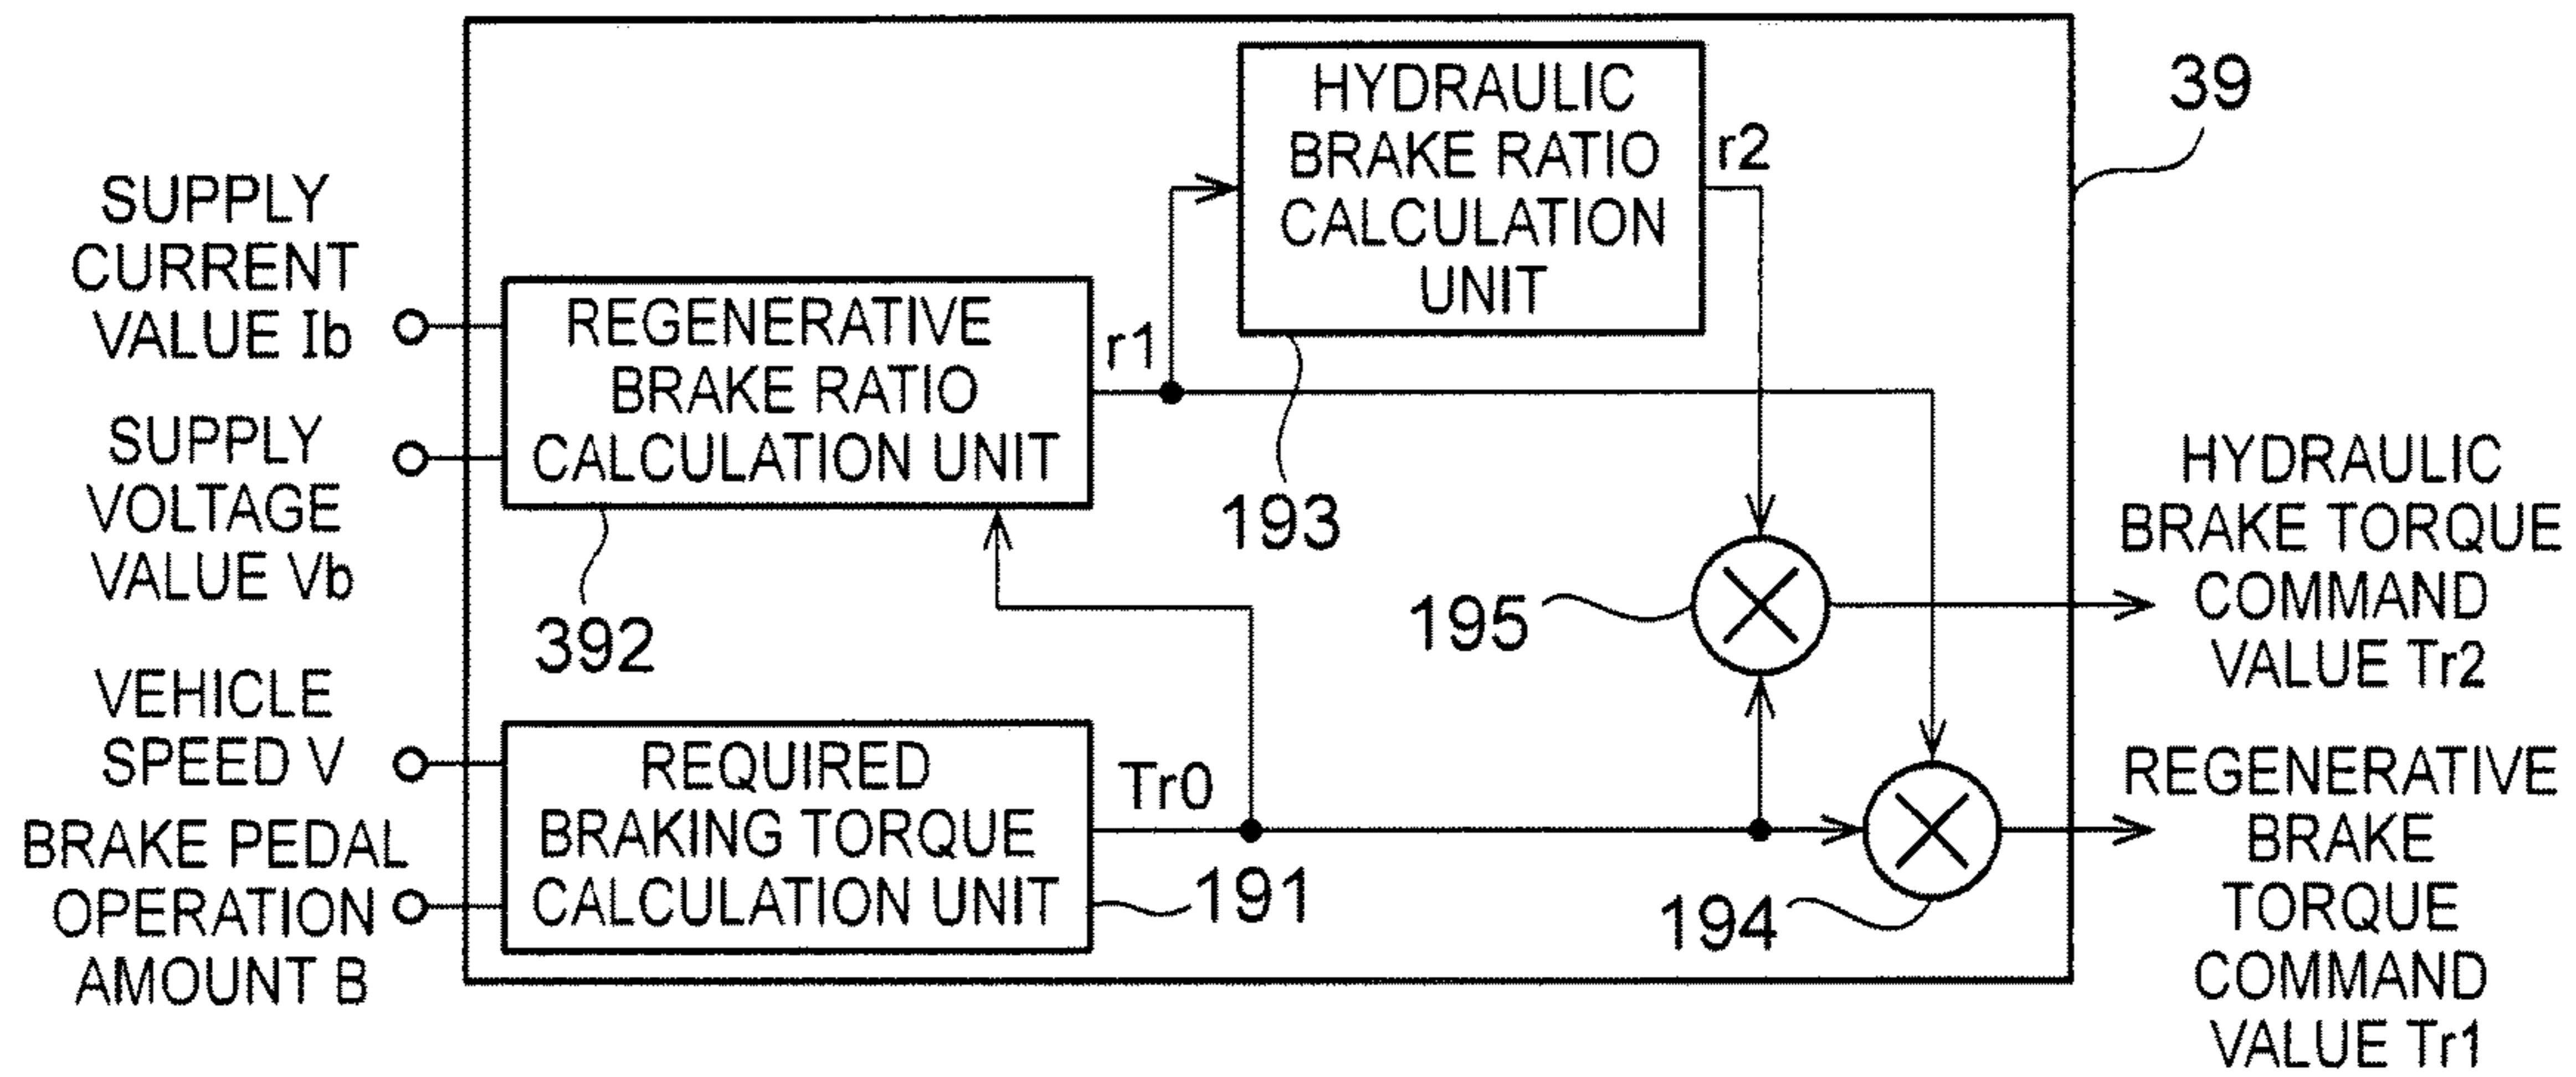 SUPPLY
CURRENT
VALUE Ib
SUPPLY
VOLTAGE
VALUE Vb
VEHICLE
SPEED V
BRAKE PEDAL
OPERATION
AMOUNT B
REGENERATIVE
BRAKE RATIO
CALCULATION UNIT
392
r1
HYDRAULIC
BRAKE RATIO
CALCULATION
UNIT
193
r2
REQUIRED
BRAKING TORQUE
CALCULATION UNIT
191
Tr0
195
194
39
HYDRAULIC
BRAKE TORQUE
COMMAND
VALUE Tr2
REGENERATIVE
BRAKE
TORQUE
COMMAND
VALUE Tr1